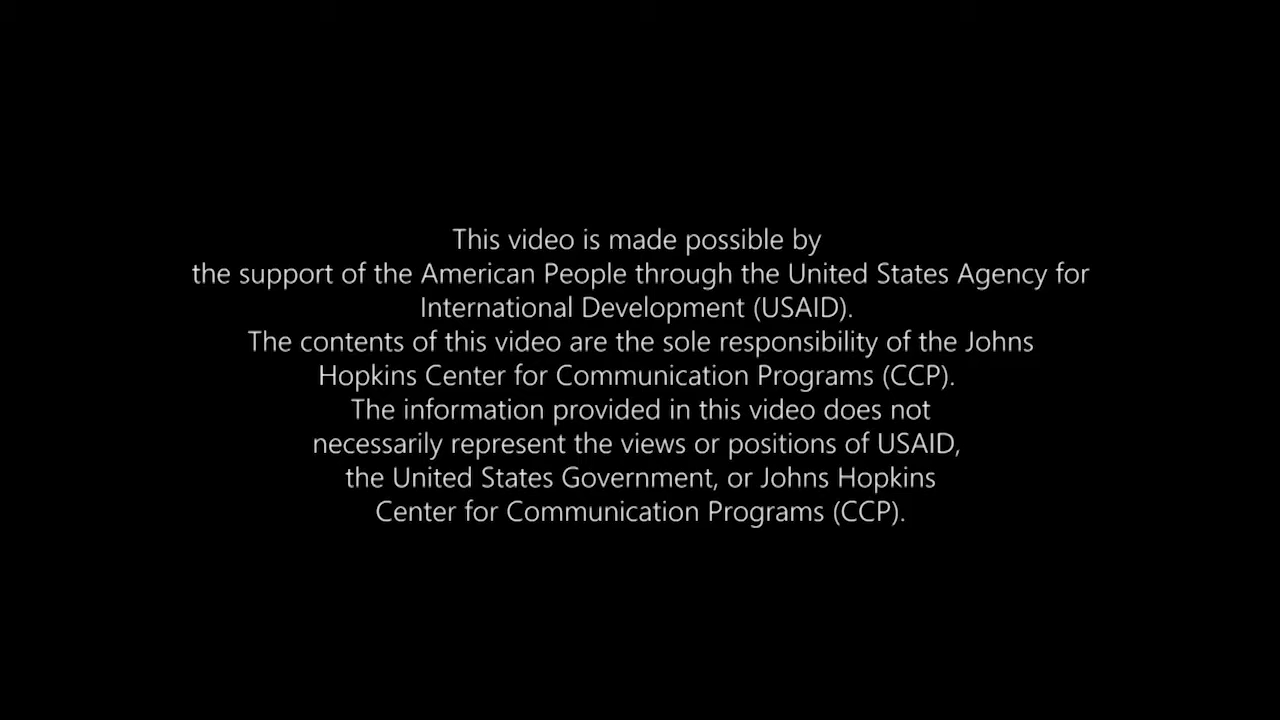 This video is made possible by
the support of the American People through the United States Agency for
International Development (USAID).
The contents of this video are the sole responsibility of the Johns
Hopkins Center for Communication Programs (CCP).
The information provided in this video does not
necessarily represent the views or positions of USAID,
the United States Government, or Johns Hopkins
Center for Communication Programs (CCP).